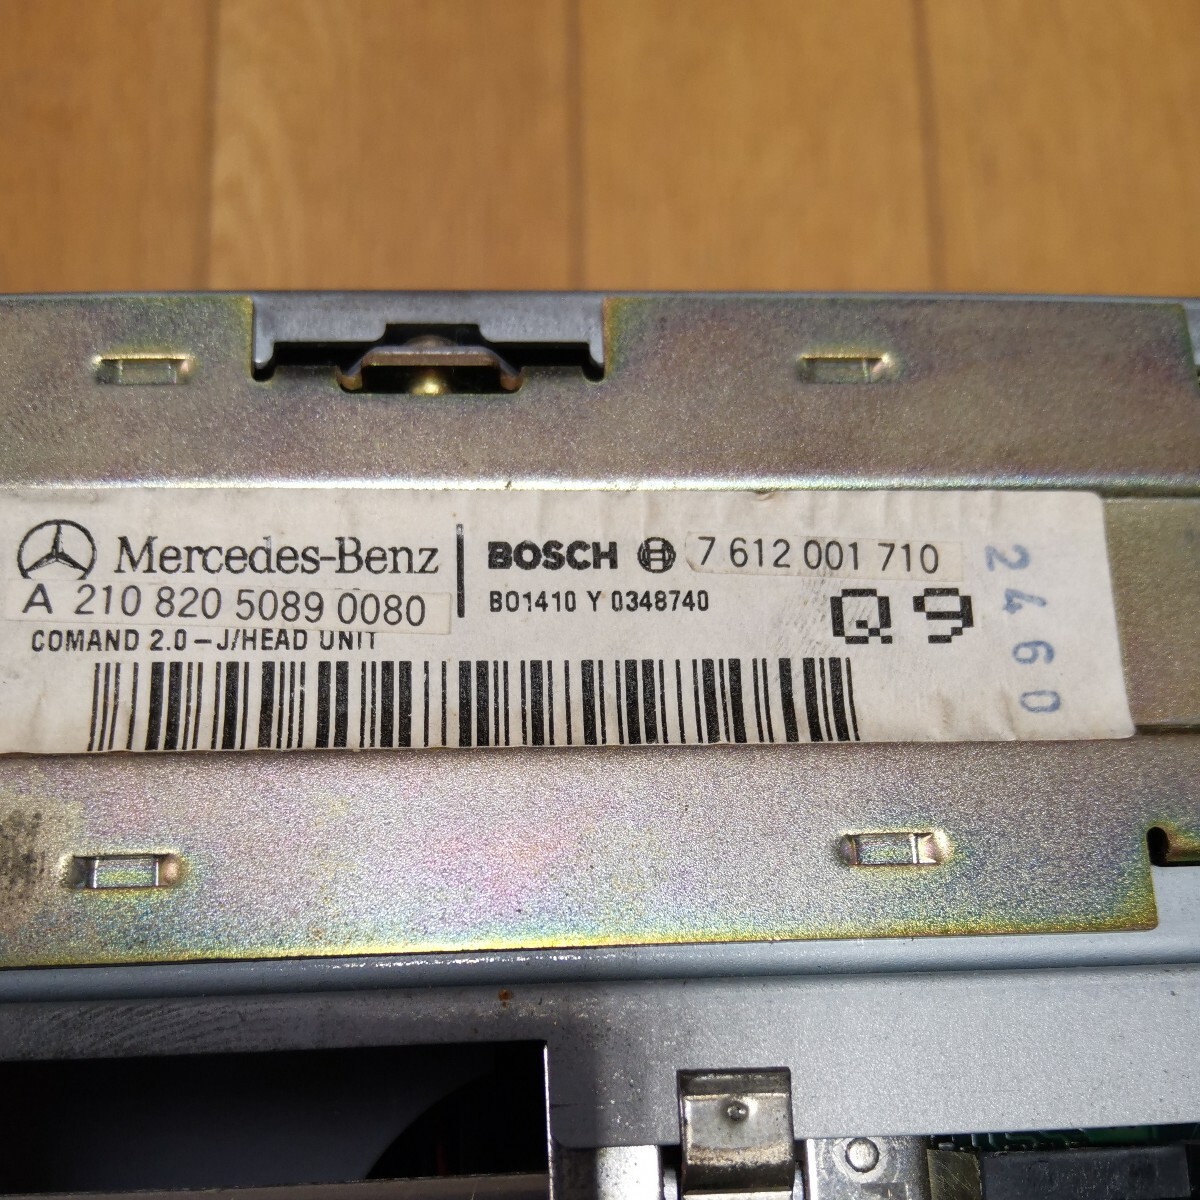 Mercedes-Benz
A 210 820 5089 0080
COMAND 2.0-J/HEAD UNIT
BOSCH 7 612 001 710
BO1410 Y 0348740
Q9
2460